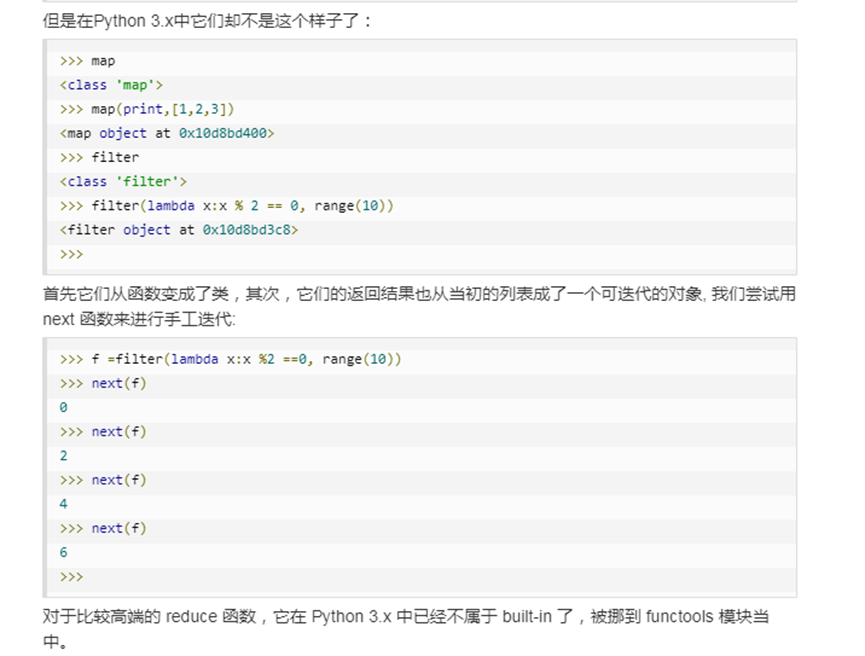 但是在Python 3.x中它们却不是这个样子了：
>>> map
<class 'map'>
>>> map(print,[1,2,3])
<map object at 0x10d8bd400>
>>> filter
<class 'filter'>
>>> filter(lambda x:x % 2 == 0, range(10))
<filter object at 0x10d8bd3c8>
>>>
首先它们从函数变成了类，其次，它们的返回结果也从当初的列表成了一个可迭代的对象, 我们尝试用
next 函数来进行手工迭代:
>>> f =filter(lambda x:x %2 ==0, range(10))
>>> next(f)
0
>>> next(f)
2
>>> next(f)
4
>>> next(f)
6
>>>
对于比较高端的 reduce 函数，它在 Python 3.x 中已经不属于 built-in 了，被挪到 functools 模块当
中。